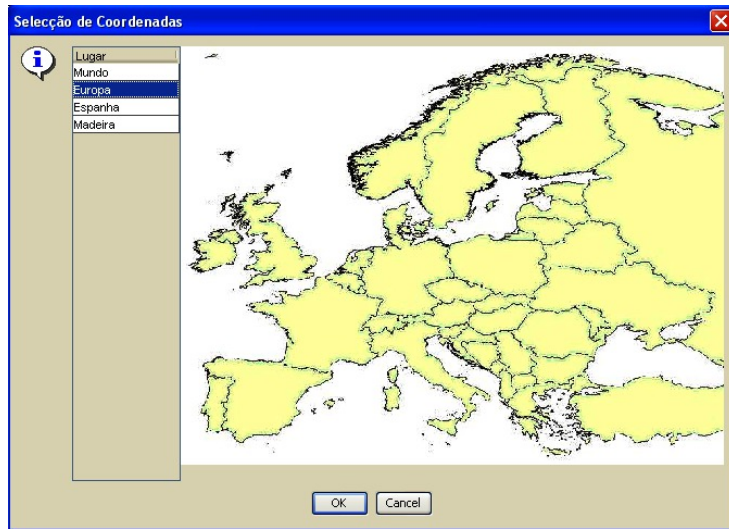 Selecção de Coordenadas
Lugar
Mundo
Europa
Espanha
Madeira
OK
Cancel